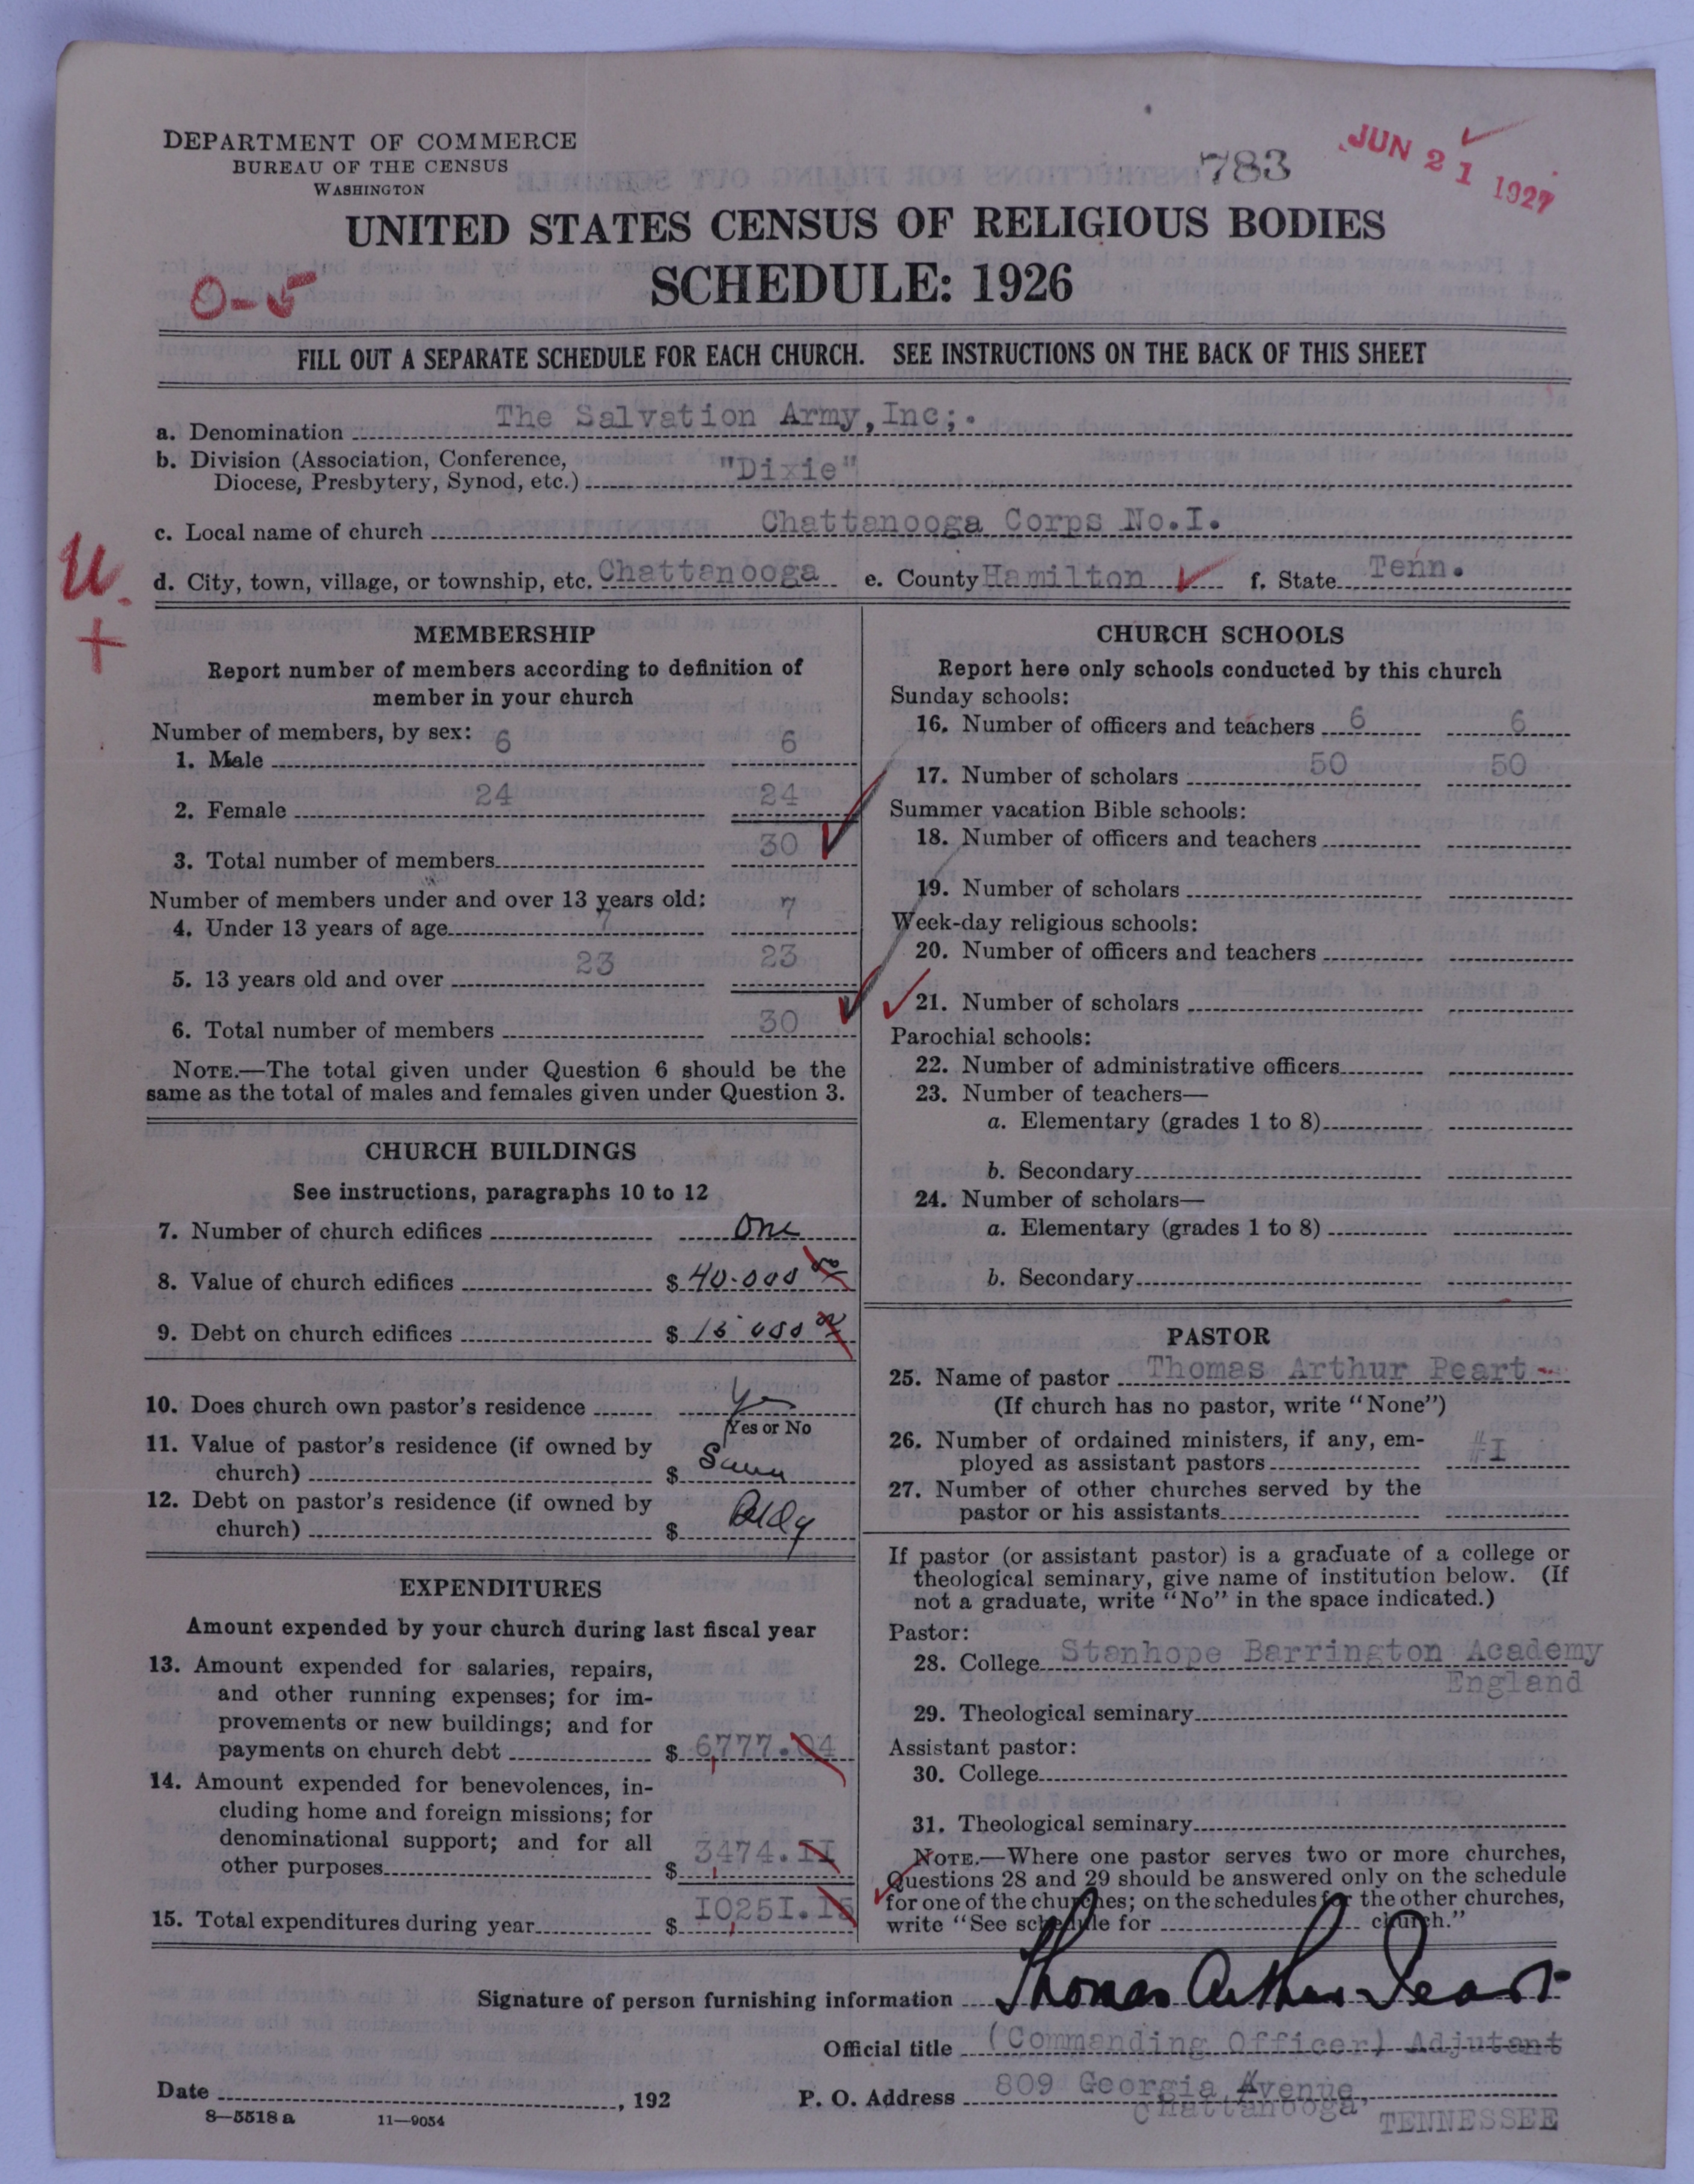 DEPARTMENT OF COMMERCE
BUREAU OF THE CENSUS
WASHINGTON
783
JUN 21 1927
UNITED STATES CENSUS OF RELIGIOUS BODIES
SCHEDULE: 1926
0-5
FILL OUT A SEPARATE SCHEDULE FOR EACH CHURCH. SEE INSTRUCTIONS ON THE BACK OF THIS SHEET
a. Denomination The Salvation Army,Inc;.
b. Division (Association, Conference,
Diocese, Presbytery, Synod, etc.) "Dixie"
c. Local name of church Chattanooga Corps No.I.
U.
+
d. City, town, village, or township, etc. Chattanooga e. County Hamilton f. State Tenn.
MEMBERSHIP
Report number of members according to definition of
member in your church
Number of members, by sex:
1. Male 6 6
2. Female 24 24
3. Total number of members 30
Number of members under and over 13 years old:
4. Under 13 years of age 7 7
5. 13 years old and over 23 23
6. Total number of members 30
NOTE.—The total given under Question 6 should be the
same as the total of males and females given under Question 3.
CHURCH BUILDINGS
See instructions, paragraphs 10 to 12
7. Number of church edifices One
8. Value of church edifices $ 40.000 00
9. Debt on church edifices $
10. Does church own pastor's residence Yes
Yes or No
11. Value of pastor's residence (if owned by
church) $
12. Debt on pastor's residence (if owned by
church) $
EXPENDITURES
Amount expended by your church during last fiscal year
13. Amount expended for salaries, repairs,
and other running expenses; for im-
provements or new buildings; and for
payments on church debt $ 6,777.04
14. Amount expended for benevolences, in-
cluding home and foreign missions; for
denominational support; and for all
other purposes $ 3474.II
15. Total expenditures during year $ I0251.15
CHURCH SCHOOLS
Report here only schools conducted by this church
Sunday schools:
16. Number of officers and teachers 6 6
17. Number of scholars 50 50
Summer vacation Bible schools:
18. Number of officers and teachers
19. Number of scholars
Week-day religious schools:
20. Number of officers and teachers
21. Number of scholars
Parochial schools:
22. Number of administrative officers
23. Number of teachers—
a. Elementary (grades 1 to 8)
b. Secondary
24. Number of scholars—
a. Elementary (grades 1 to 8)
b. Secondary
PASTOR
25. Name of pastor Thomas Arthur Peart
(If church has no pastor, write "None")
26. Number of ordained ministers, if any, em-
ployed as assistant pastors #I
27. Number of other churches served by the
pastor or his assistants
If pastor (or assistant pastor) is a graduate of a college or
theological seminary, give name of institution below. (If
not a graduate, write "No" in the space indicated.)
Pastor:
28. College Stanhope Barrington Academy
England
29. Theological seminary
Assistant pastor:
30. College
31. Theological seminary
NOTE.—Where one pastor serves two or more churches,
Questions 28 and 29 should be answered only on the schedule
for one of the churches; on the schedules for the other churches,
write "See schedule for church."
Signature of person furnishing information Thomas Arthur Peart
Official title (Commanding Officer) Adjutant
Date , 192 P. O. Address 809 Georgia Avenue
Chattanooga, TENNESSEE
8—5518 a 11—9054